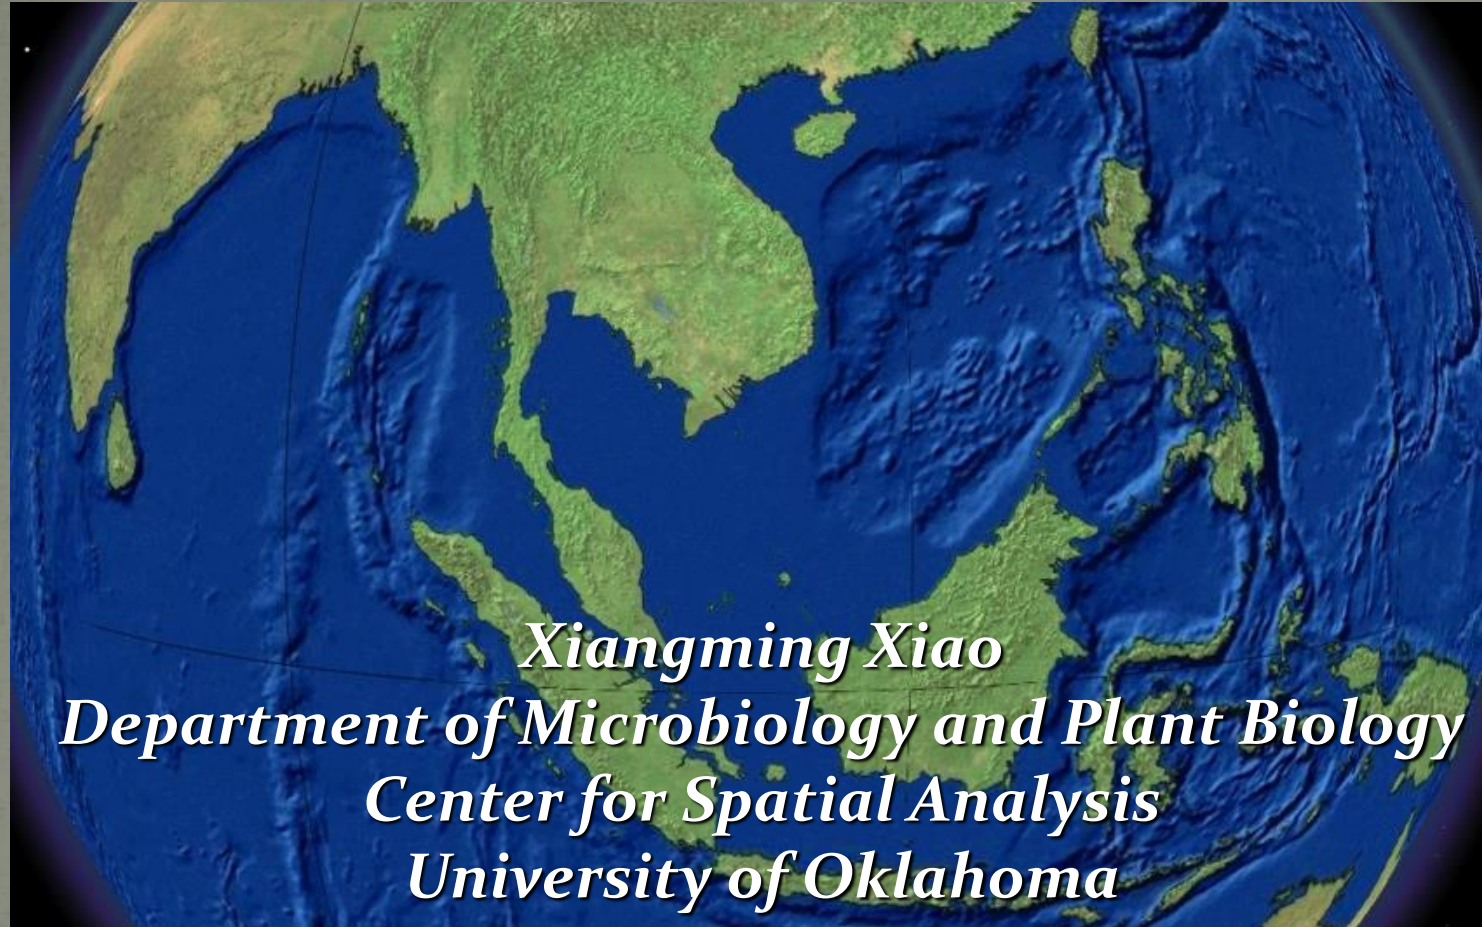 Xiangming Xiao
Department of Microbiology and Plant Biology
Center for Spatial Analysis
University of Oklahoma